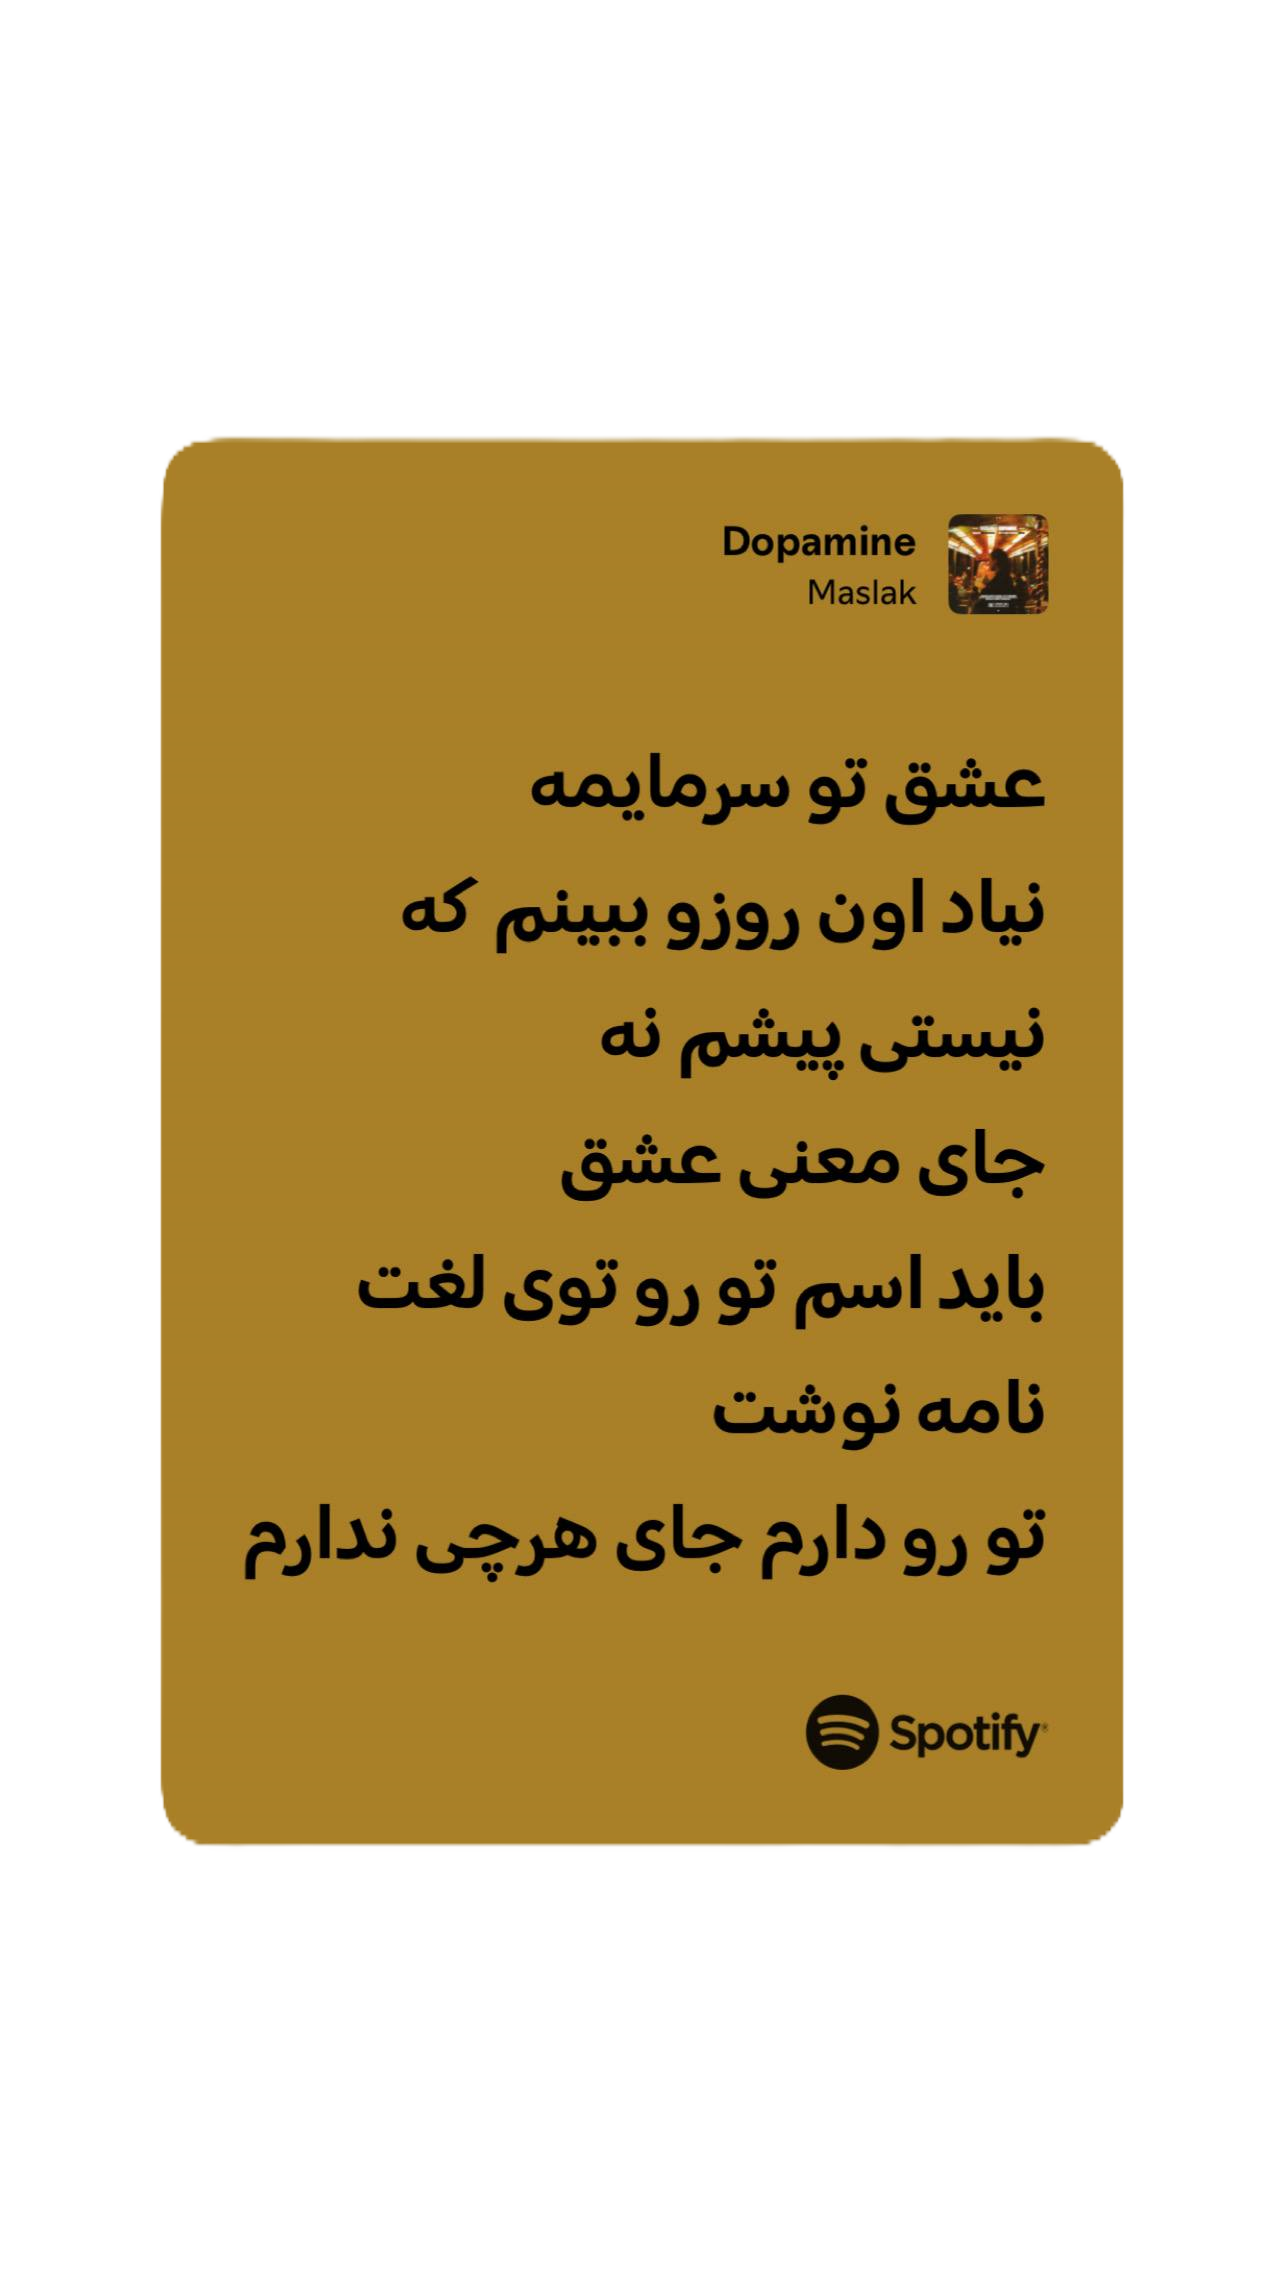 Dopamine
Maslak
عشق تو سرمایمه
نیاد اون روزو ببینم که
نیستی پیشم نه
جای معنی عشق
باید اسم تو رو توی لغت
نامه نوشت
تو رو دارم جای هرچی ندارم
Spotify